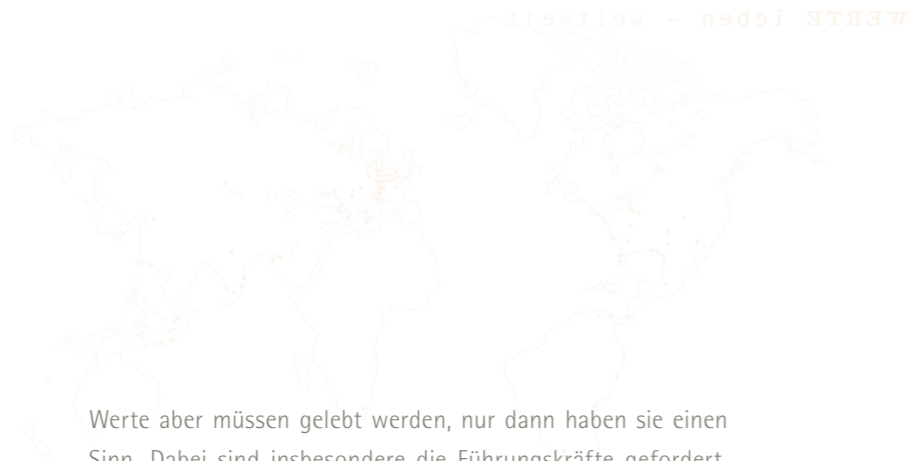 WERTE leben - weltweit
Werte aber müssen gelebt werden, nur dann haben sie einen
Sinn. Dabei sind insbesondere die Führungskräfte gefordert,